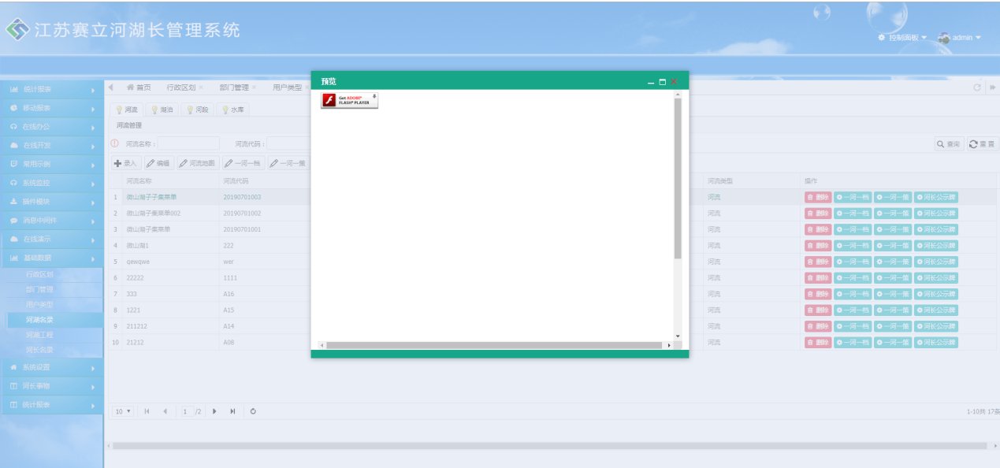 江苏赛立河湖长管理系统
控制面板 admin
统计报表
移动报表
在线办公
在线开发
常用示例
系统监控
插件模块
消息中间件
在线演示
基础数据
行政区划
部门管理
用户类型
河湖名录
河湖工程
河长名录
系统设置
河长事物
统计报表
首页 行政区划 部门管理 用户类型
河流 湖泊 河段 水库
河流管理
河流名称： 河流代码：
查询 重置
录入 编辑 河流地图 一河一档 一河一策
河流名称 河流代码 河流类型 操作
1 微山湖子子集菜单 20190701003 河流 删除 一河一档 一河一策 河长公示牌
2 微山湖子集菜单002 20190701002 河流 删除 一河一档 一河一策 河长公示牌
3 微山湖子集菜单 20190701001 河流 删除 一河一档 一河一策 河长公示牌
4 微山湖1 222 河流 删除 一河一档 一河一策 河长公示牌
5 qewqwe wer 河流 删除 一河一档 一河一策 河长公示牌
6 22222 1111 河流 删除 一河一档 一河一策 河长公示牌
7 333 A16 河流 删除 一河一档 一河一策 河长公示牌
8 1221 A15 河流 删除 一河一档 一河一策 河长公示牌
9 211212 A14 河流 删除 一河一档 一河一策 河长公示牌
10 21212 A08 河流 删除 一河一档 一河一策 河长公示牌
10 1 /2
1-10共 17条
预览
Get ADOBE®
FLASH® PLAYER